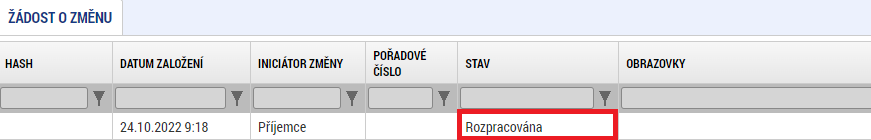 ŽÁDOST O ZMĚNU
HASH DATUM ZALOŽENÍ INICIÁTOR ZMĚNY POŘADOVÉ ČÍSLO STAV OBRAZOVKY
24.10.2022 9:18 Příjemce Rozpracována